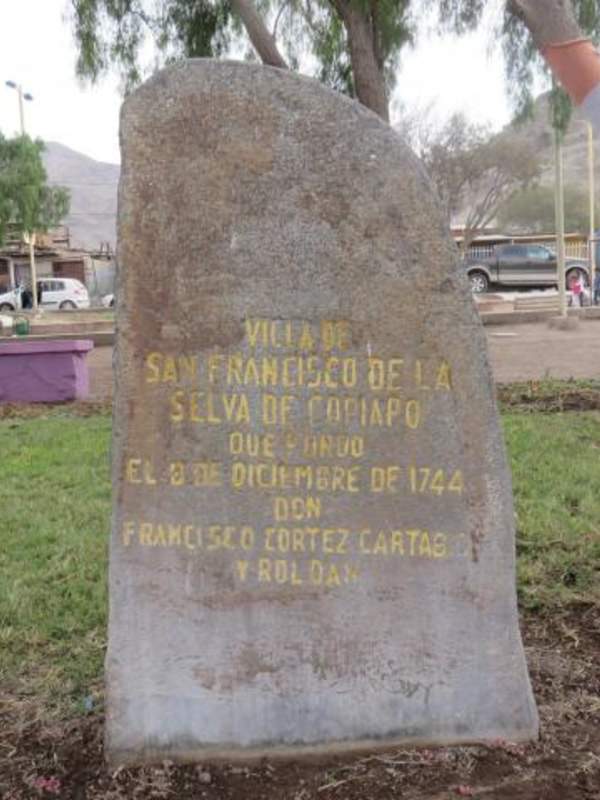 VILLA DE
SAN FRANCISCO DE LA
SELVA DE COPIAPO
QUE FUNDO
EL 8 DE DICIEMBRE DE 1744
DON
FRANCISCO CORTEZ CARTABIO
Y ROLDAN